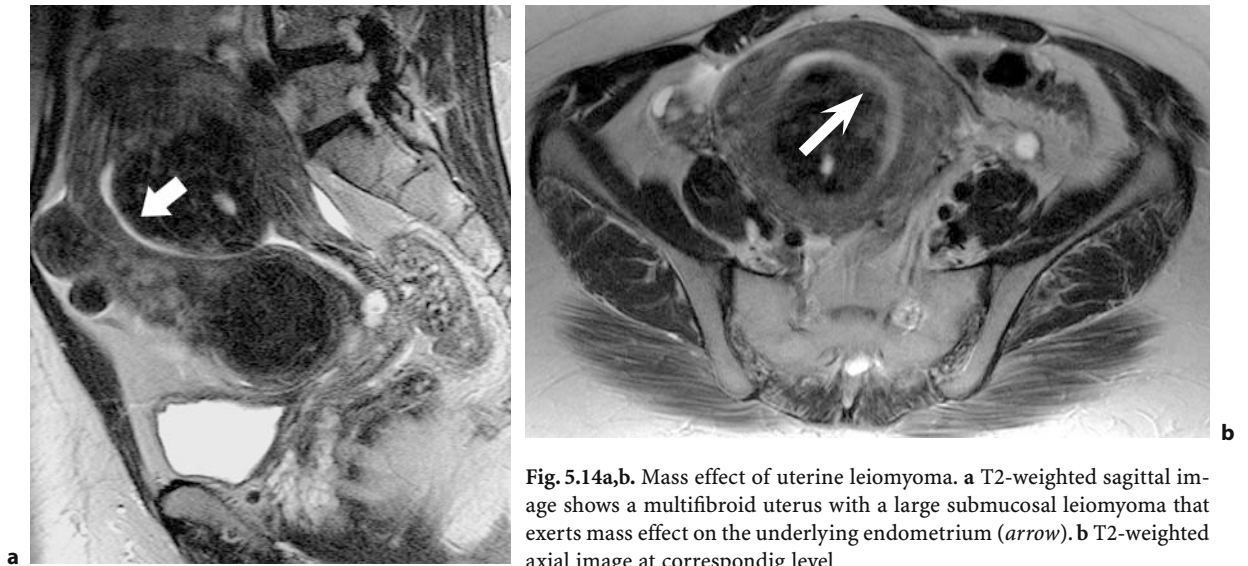 a
b
Fig. 5.14a,b. Mass effect of uterine leiomyoma. a T2-weighted sagittal im-
age shows a multifibroid uterus with a large submucosal leiomyoma that
exerts mass effect on the underlying endometrium (arrow). b T2-weighted
axial image at correspondig level